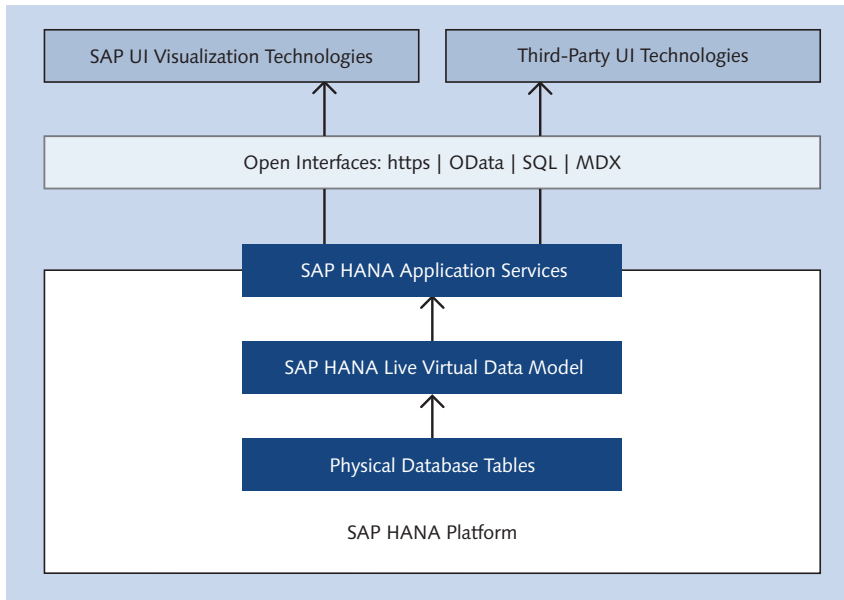 SAP UI Visualization Technologies
Third-Party UI Technologies
Open Interfaces: https | OData | SQL | MDX
SAP HANA Application Services
SAP HANA Live Virtual Data Model
Physical Database Tables
SAP HANA Platform